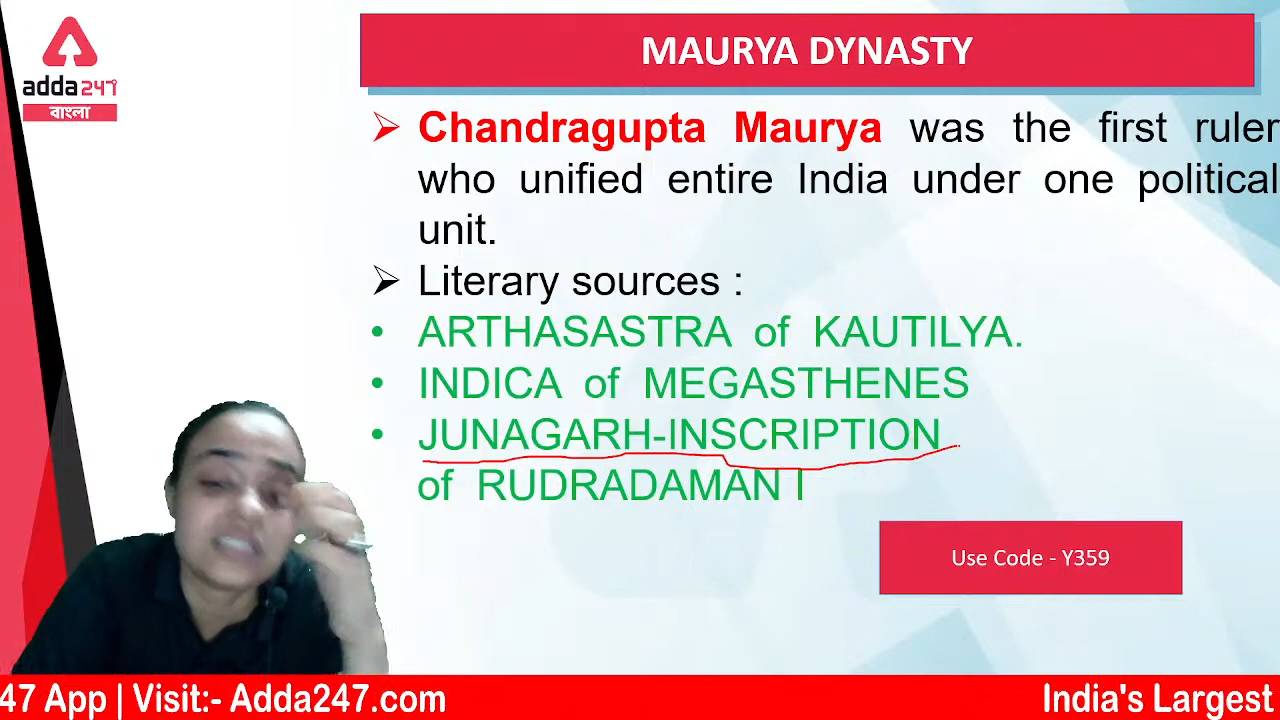 adda247
বাংলা
MAURYA DYNASTY
➢ Chandragupta Maurya was the first ruler
who unified entire India under one political
unit.
➢ Literary sources :
• ARTHASASTRA of KAUTILYA.
• INDICA of MEGASTHENES
• JUNAGARH-INSCRIPTION
of RUDRADAMAN I
Use Code - Y359
47 App | Visit:- Adda247.com
India's Largest